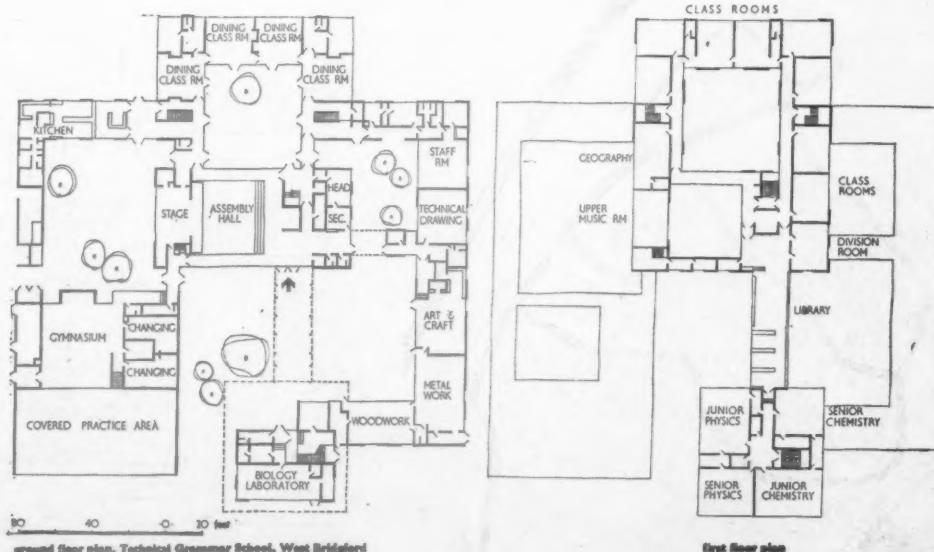 DINING
CLASS RM
DINING
CLASS RM
DINING
CLASS RM
DINING
CLASS RM
KITCHEN
STAFF
RM
STAGE
ASSEMBLY
HALL
HEAD
SEC.
TECHNICAL
DRAWING
ART &
CRAFT
GYMNASIUM
CHANGING
CHANGING
METAL
WORK
WOODWORK
COVERED PRACTICE AREA
BIOLOGY
LABORATORY
80 40 0 20 feet
ground floor plan, Technical Grammar School, West Bridgford
CLASS ROOMS
GEOGRAPHY
UPPER
MUSIC RM
CLASS
ROOMS
DIVISION
ROOM
LIBRARY
JUNIOR
PHYSICS
SENIOR
CHEMISTRY
SENIOR
PHYSICS
JUNIOR
CHEMISTRY
first floor plan